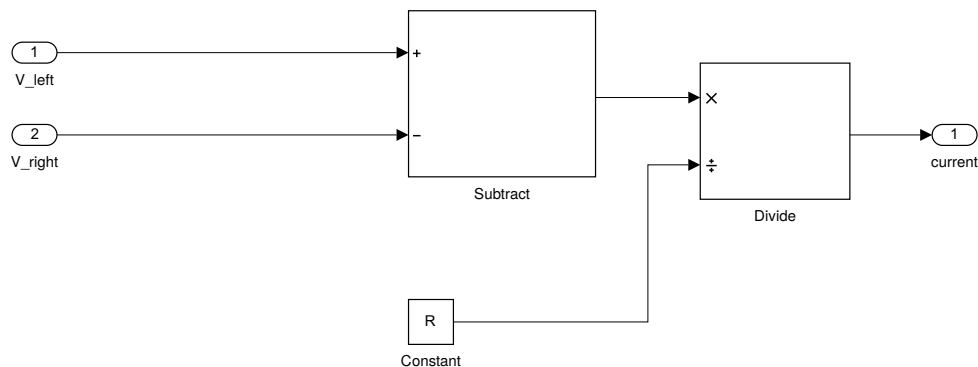 1
V_left
+
2
V_right
−
Subtract
×
÷
Divide
1
current
R
Constant